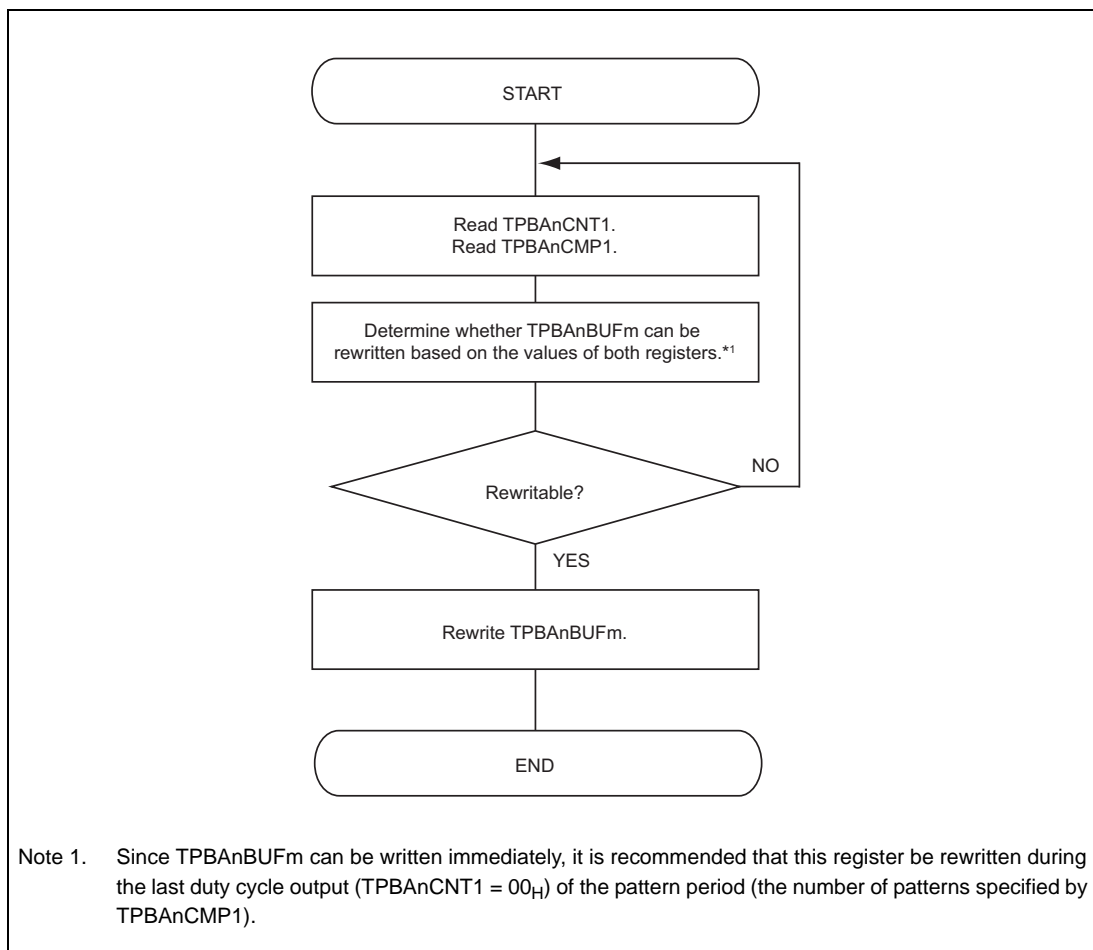 START
Read TPBAnCNT1.
Read TPBAnCMP1.
Determine whether TPBAnBUFm can be
rewritten based on the values of both registers.*1
NO
Rewritable?
YES
Rewrite TPBAnBUFm.
END
Note 1. Since TPBAnBUFm can be written immediately, it is recommended that this register be rewritten during
the last duty cycle output (TPBAnCNT1 = 00H) of the pattern period (the number of patterns specified by
TPBAnCMP1).